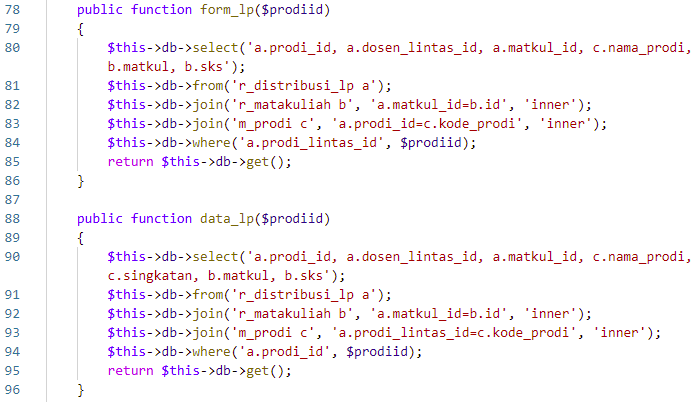 78 public function form_lp($prodiid)
79 {
80 $this->db->select('a.prodi_id, a.dosen_lintas_id, a.matkul_id, c.nama_prodi,
b.matkul, b.sks');
81 $this->db->from('r_distribusi_lp a');
82 $this->db->join('r_matakuliah b', 'a.matkul_id=b.id', 'inner');
83 $this->db->join('m_prodi c', 'a.prodi_id=c.kode_prodi', 'inner');
84 $this->db->where('a.prodi_lintas_id', $prodiid);
85 return $this->db->get();
86 }
87
88 public function data_lp($prodiid)
89 {
90 $this->db->select('a.prodi_id, a.dosen_lintas_id, a.matkul_id, c.nama_prodi,
c.singkatan, b.matkul, b.sks');
91 $this->db->from('r_distribusi_lp a');
92 $this->db->join('r_matakuliah b', 'a.matkul_id=b.id', 'inner');
93 $this->db->join('m_prodi c', 'a.prodi_lintas_id=c.kode_prodi', 'inner');
94 $this->db->where('a.prodi_id', $prodiid);
95 return $this->db->get();
96 }